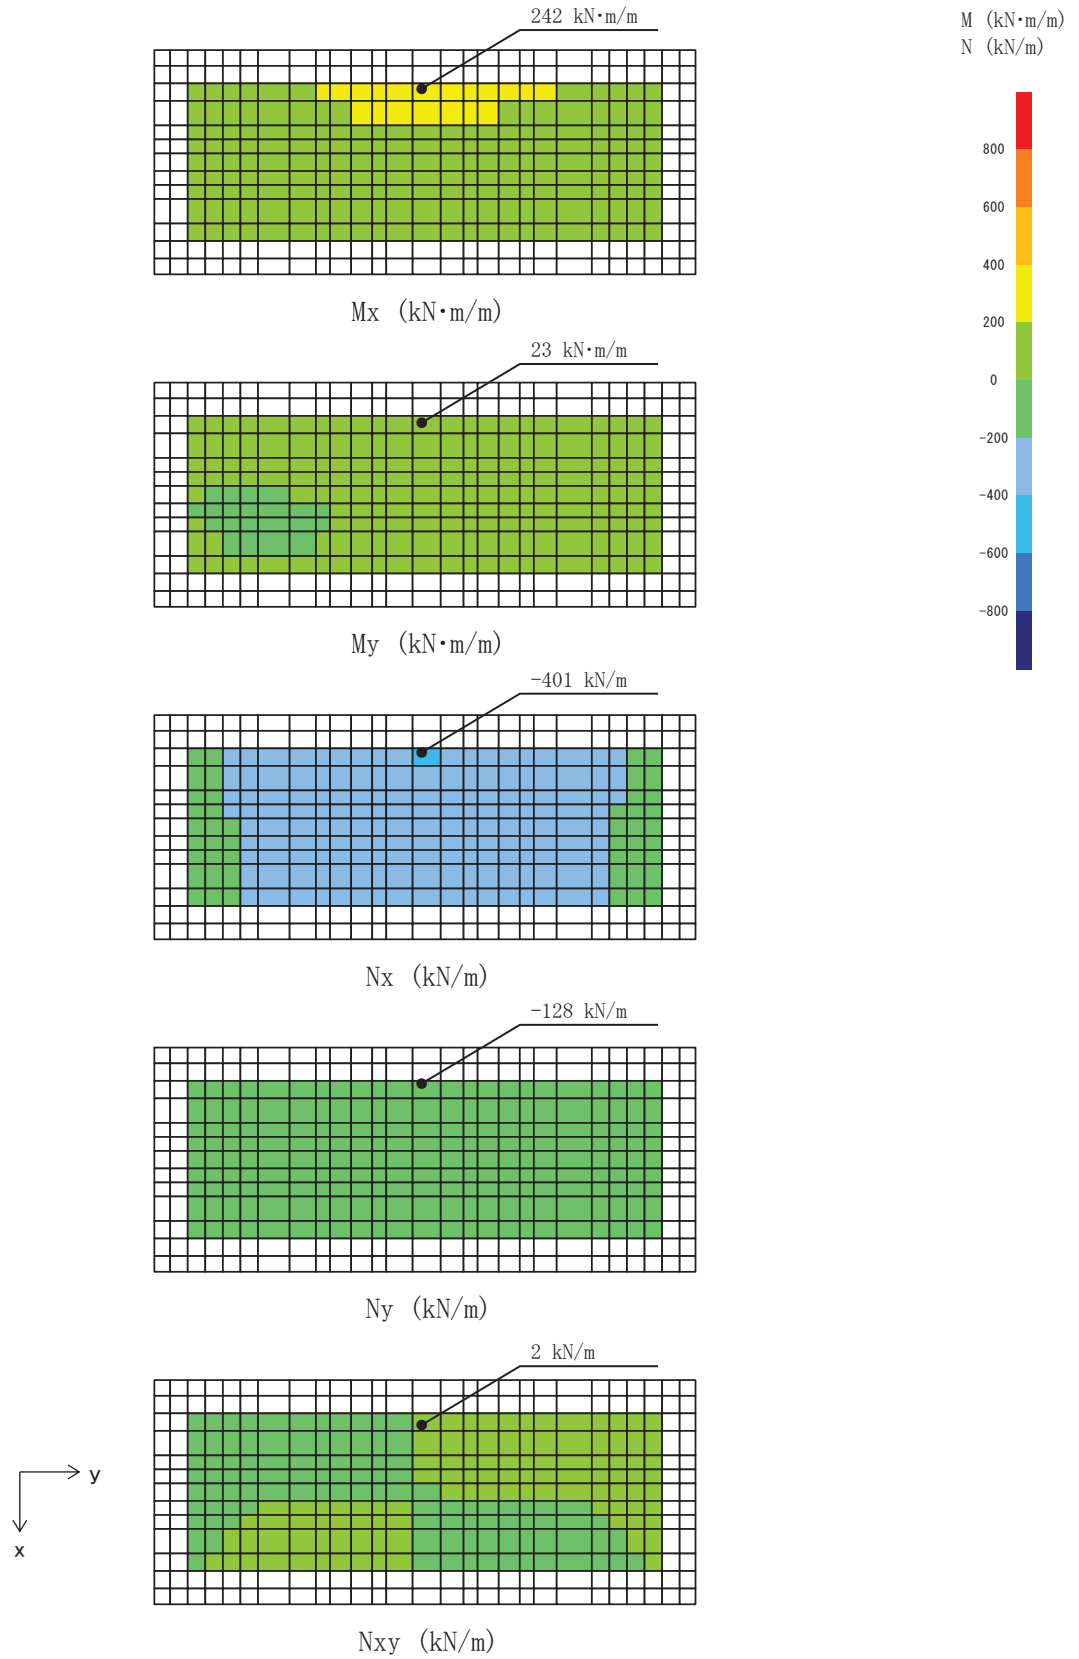 242 kN･m/m
M (kN･m/m)
N (kN/m)
800
600
400
200
0
-200
-400
-600
-800
Mx (kN･m/m)
23 kN･m/m
My (kN･m/m)
-401 kN/m
Nx (kN/m)
-128 kN/m
Ny (kN/m)
2 kN/m
y
x
Nxy (kN/m)